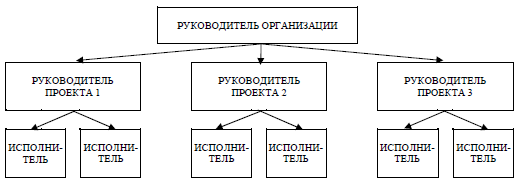 РУКОВОДИТЕЛЬ ОРГАНИЗАЦИИ
РУКОВОДИТЕЛЬ
ПРОЕКТА 1
РУКОВОДИТЕЛЬ
ПРОЕКТА 2
РУКОВОДИТЕЛЬ
ПРОЕКТА 3
ИСПОЛНИ-
ТЕЛЬ
ИСПОЛНИ-
ТЕЛЬ
ИСПОЛНИ-
ТЕЛЬ
ИСПОЛНИ-
ТЕЛЬ
ИСПОЛНИ-
ТЕЛЬ
ИСПОЛНИ-
ТЕЛЬ